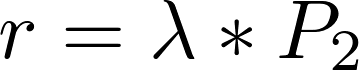 r = λ * P₂